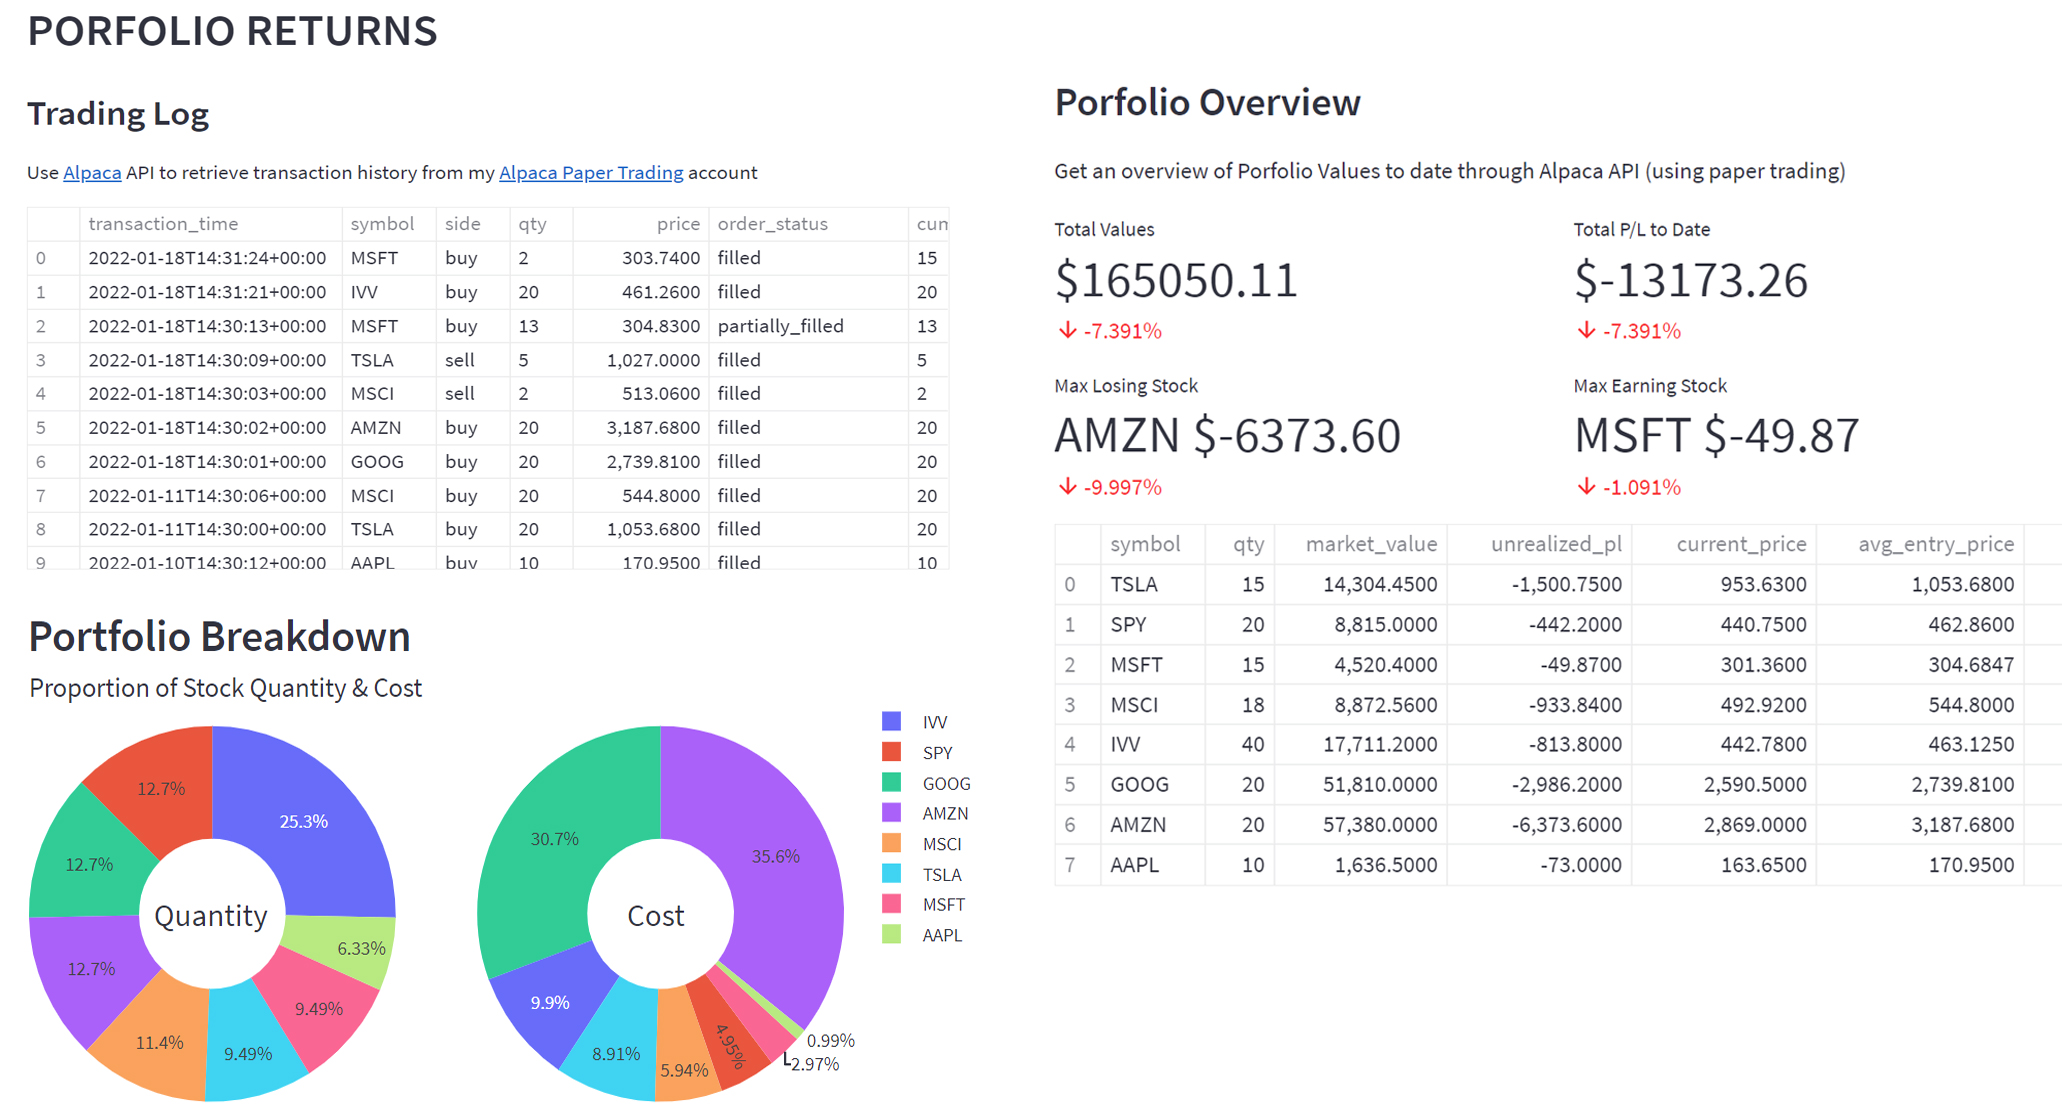 PORFOLIO RETURNS
Trading Log
Use Alpaca API to retrieve transaction history from my Alpaca Paper Trading account
transaction_time symbol side qty price order_status cum
0 2022-01-18T14:31:24+00:00 MSFT buy 2 303.7400 filled 15
1 2022-01-18T14:31:21+00:00 IVV buy 20 461.2600 filled 20
2 2022-01-18T14:30:13+00:00 MSFT buy 13 304.8300 partially_filled 13
3 2022-01-18T14:30:09+00:00 TSLA sell 5 1,027.0000 filled 5
4 2022-01-18T14:30:03+00:00 MSCI sell 2 513.0600 filled 2
5 2022-01-18T14:30:02+00:00 AMZN buy 20 3,187.6800 filled 20
6 2022-01-18T14:30:01+00:00 GOOG buy 20 2,739.8100 filled 20
7 2022-01-11T14:30:06+00:00 MSCI buy 20 544.8000 filled 20
8 2022-01-11T14:30:00+00:00 TSLA buy 20 1,053.6800 filled 20
9 2022-01-10T14:30:12+00:00 AAPL buy 10 170.9500 filled 10
Portfolio Breakdown
Proportion of Stock Quantity & Cost
12.7%
25.3%
12.7%
Quantity
6.33%
12.7%
9.49%
11.4%
9.49%
30.7%
35.6%
Cost
9.9%
8.91%
5.94%
4.95%
0.99%
2.97%
IVV
SPY
GOOG
AMZN
MSCI
TSLA
MSFT
AAPL
Porfolio Overview
Get an overview of Porfolio Values to date through Alpaca API (using paper trading)
Total Values
$165050.11
-7.391%
Total P/L to Date
$-13173.26
-7.391%
Max Losing Stock
AMZN $-6373.60
-9.997%
Max Earning Stock
MSFT $-49.87
-1.091%
symbol qty market_value unrealized_pl current_price avg_entry_price
0 TSLA 15 14,304.4500 -1,500.7500 953.6300 1,053.6800
1 SPY 20 8,815.0000 -442.2000 440.7500 462.8600
2 MSFT 15 4,520.4000 -49.8700 301.3600 304.6847
3 MSCI 18 8,872.5600 -933.8400 492.9200 544.8000
4 IVV 40 17,711.2000 -813.8000 442.7800 463.1250
5 GOOG 20 51,810.0000 -2,986.2000 2,590.5000 2,739.8100
6 AMZN 20 57,380.0000 -6,373.6000 2,869.0000 3,187.6800
7 AAPL 10 1,636.5000 -73.0000 163.6500 170.9500